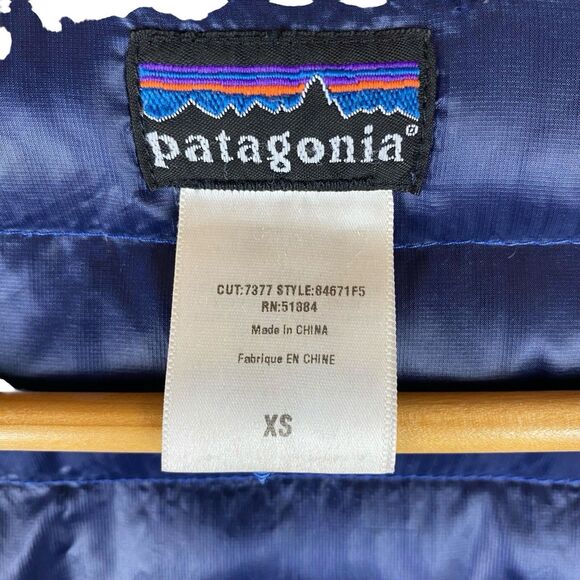 patagonia®
CUT:7377 STYLE:84671F5
RN:51884
Made in CHINA
Fabrique EN CHINE
XS